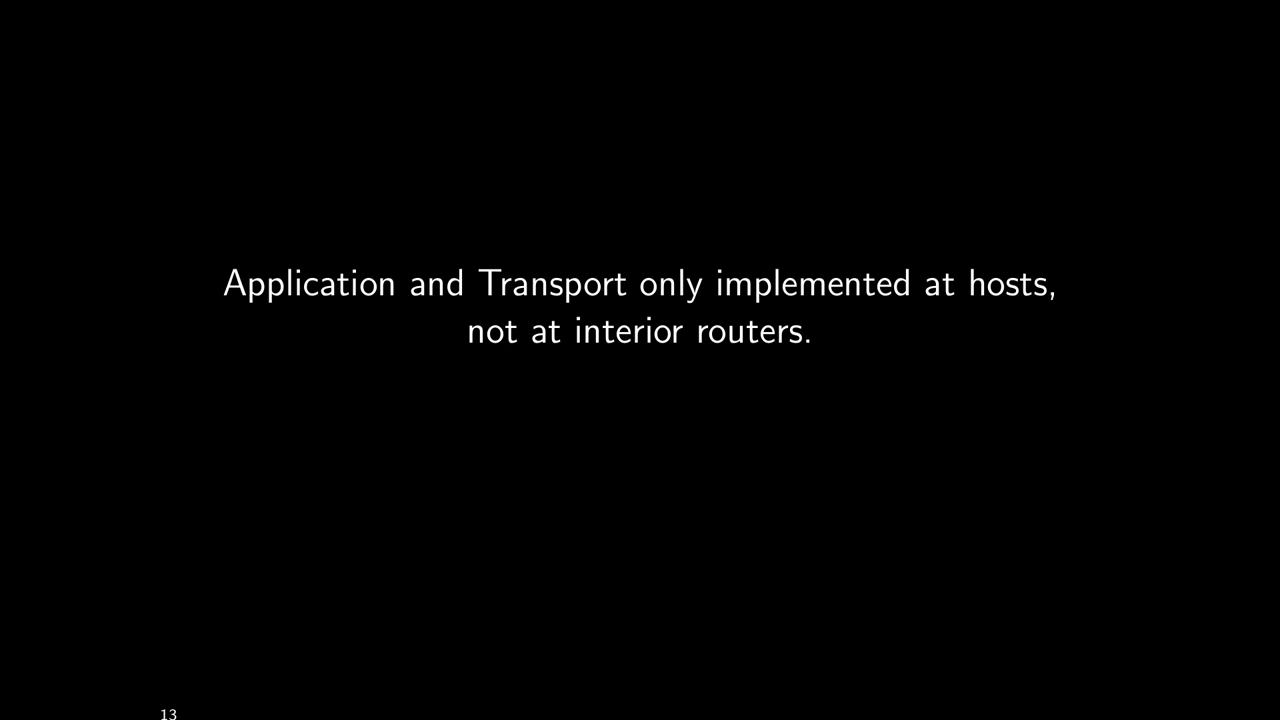 Application and Transport only implemented at hosts,
not at interior routers.
13